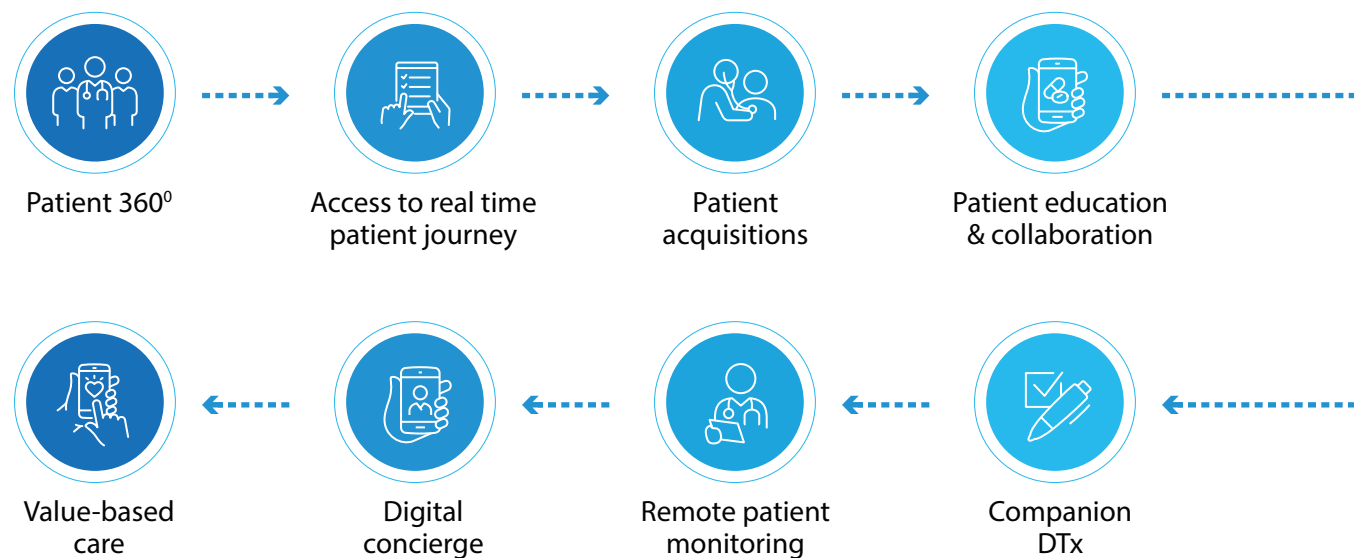 Patient 360⁰
Access to real time
patient journey
Patient
acquisitions
Patient education
& collaboration
Value-based
care
Digital
concierge
Remote patient
monitoring
Companion
DTx